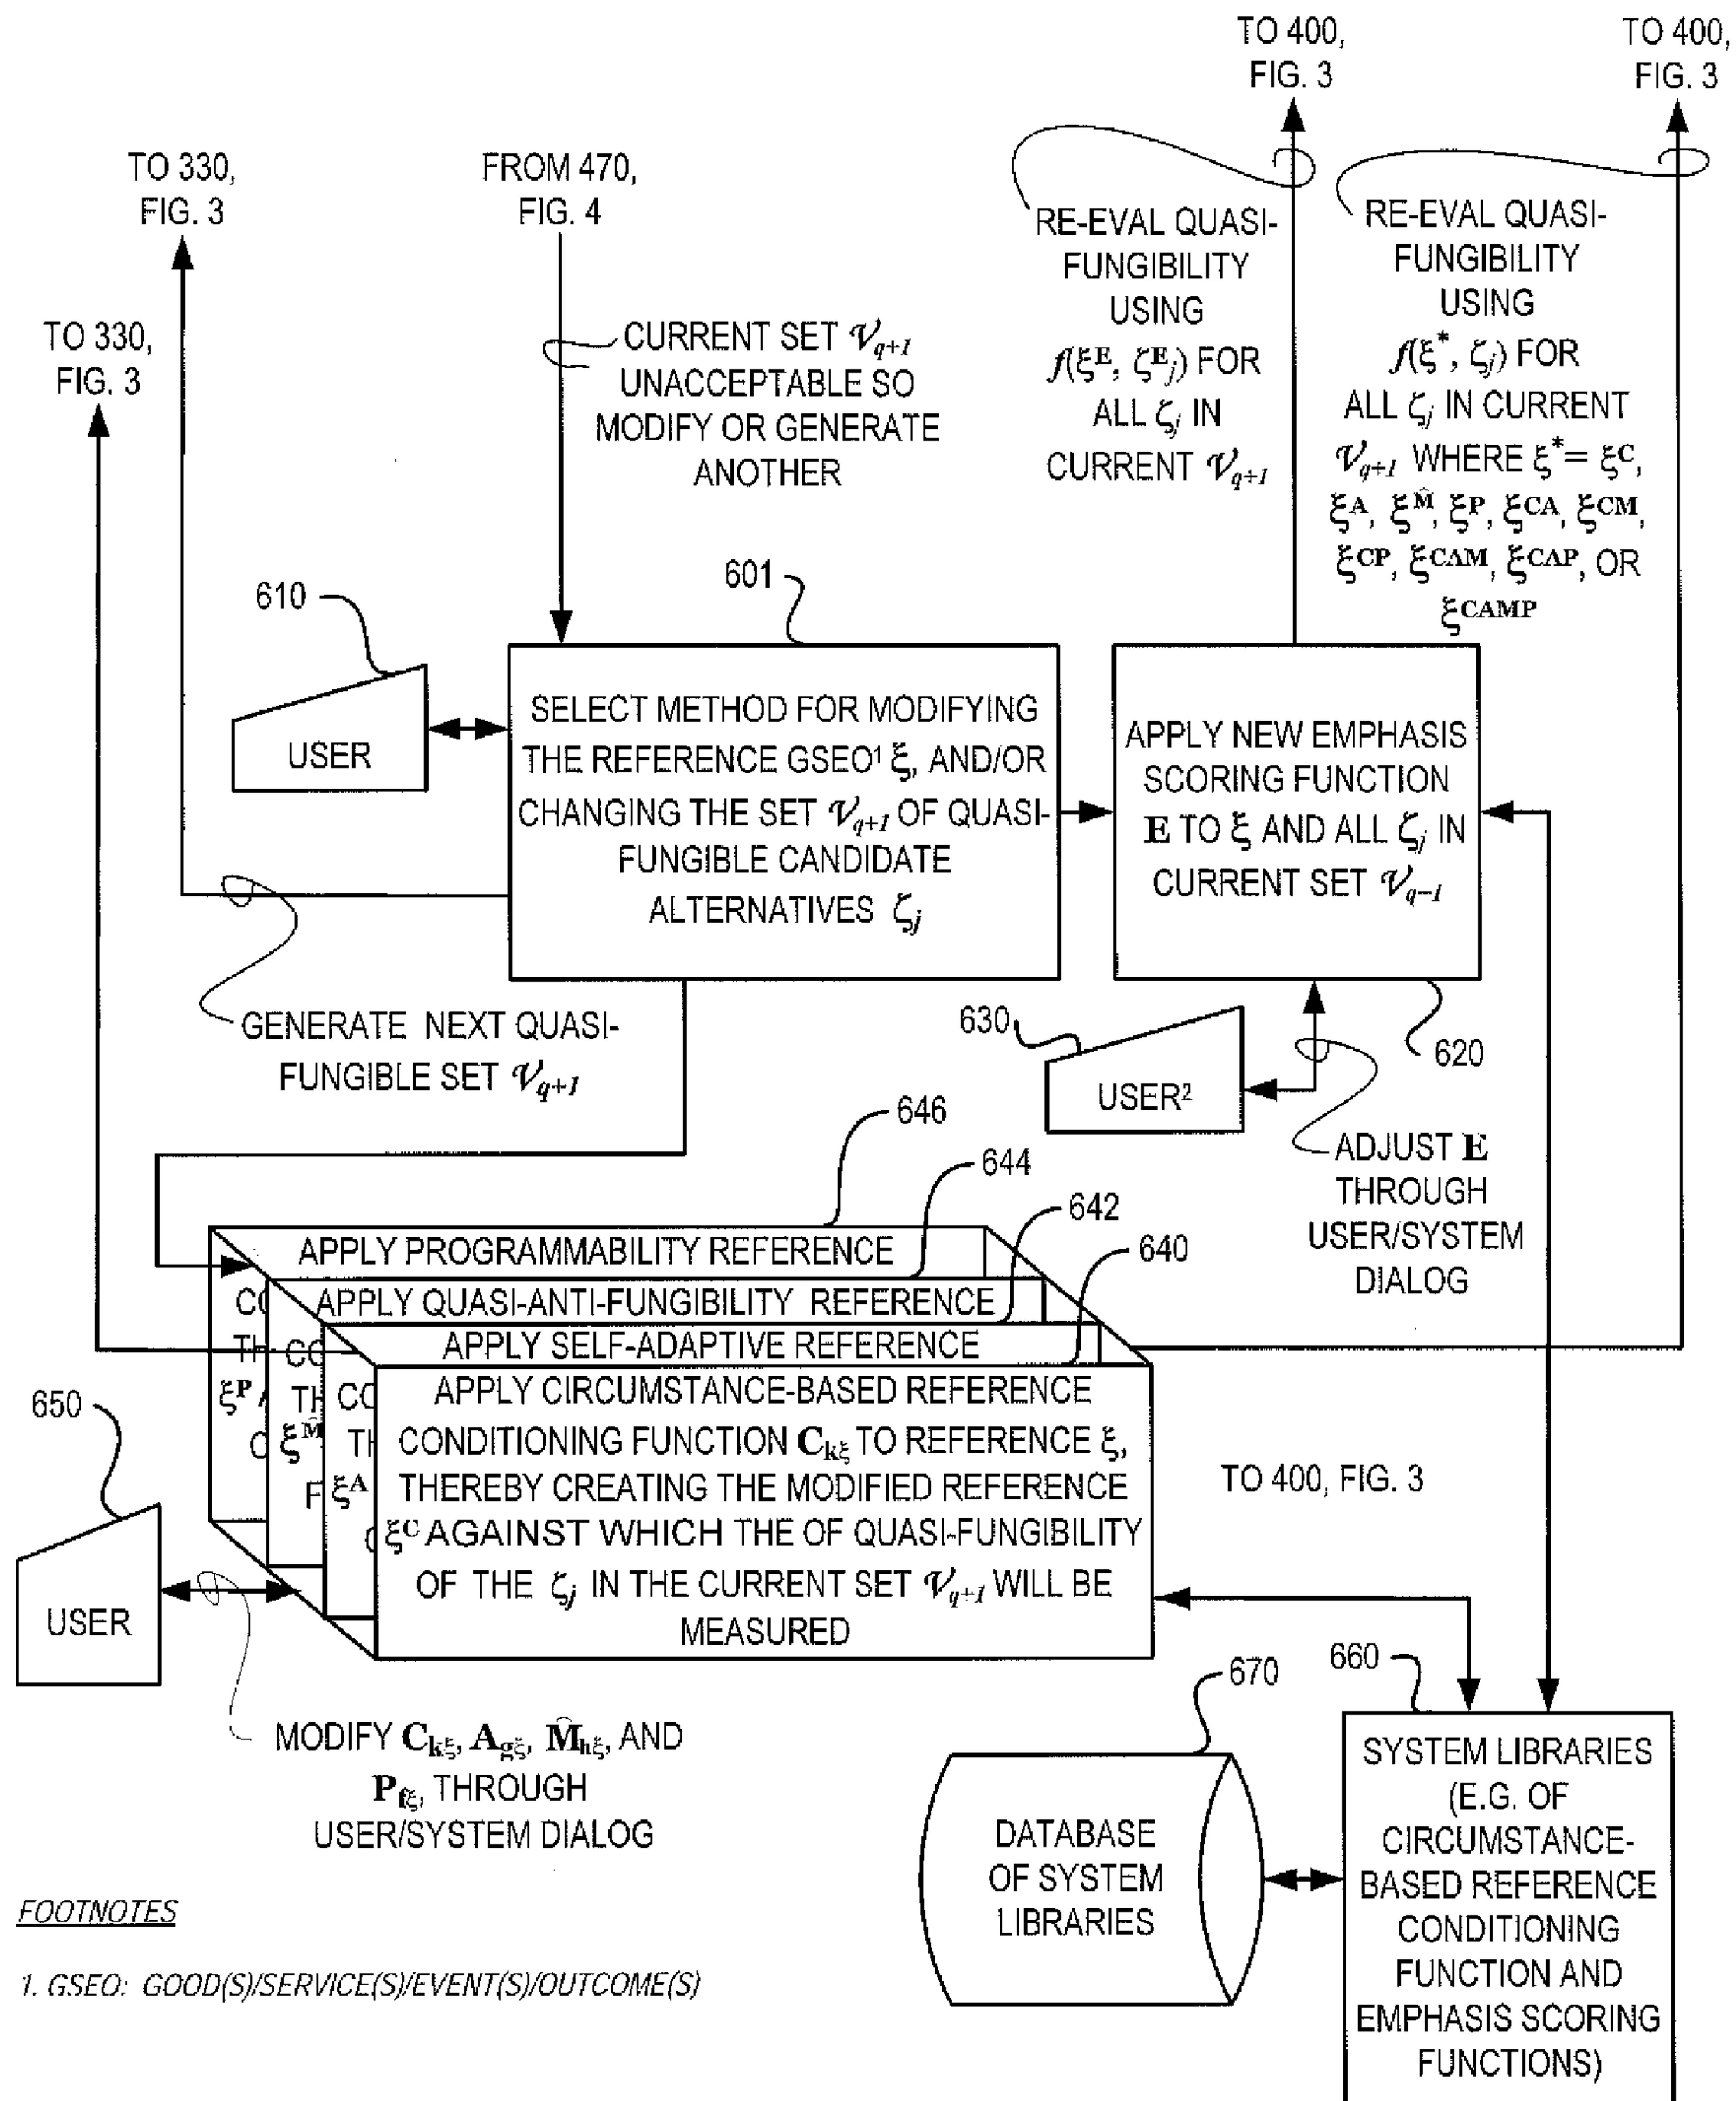 TO 400,
FIG. 3
TO 400,
FIG. 3
TO 330,
FIG. 3
FROM 470,
FIG. 4
TO 330,
FIG. 3
CURRENT SET 𝒱q+1
UNACCEPTABLE SO
MODIFY OR GENERATE
ANOTHER
RE-EVAL QUASI-
FUNGIBILITY
USING
f(ξE, ζEj) FOR
ALL ζj IN
CURRENT 𝒱q+1
RE-EVAL QUASI-
FUNGIBILITY
USING
f(ξ*, ζj) FOR
ALL ζj IN CURRENT
𝒱q+1 WHERE ξ*= ξC,
ξA, ξM̂, ξP, ξCA, ξCM,
ξCP, ξCAM, ξCAP, OR
ξCAMP
610
601
USER
SELECT METHOD FOR MODIFYING
THE REFERENCE GSEO¹ ξ, AND/OR
CHANGING THE SET 𝒱q+1 OF QUASI-
FUNGIBLE CANDIDATE
ALTERNATIVES ζj
APPLY NEW EMPHASIS
SCORING FUNCTION
E TO ξ AND ALL ζj IN
CURRENT SET 𝒱q−1
GENERATE NEXT QUASI-
FUNGIBLE SET 𝒱q+1
630
620
USER²
ADJUST E
THROUGH
USER/SYSTEM
DIALOG
646
644
642
640
APPLY PROGRAMMABILITY REFERENCE
APPLY QUASI-ANTI-FUNGIBILITY REFERENCE
APPLY SELF-ADAPTIVE REFERENCE
APPLY CIRCUMSTANCE-BASED REFERENCE
CONDITIONING FUNCTION Ckξ TO REFERENCE ξ,
THEREBY CREATING THE MODIFIED REFERENCE
ξC AGAINST WHICH THE OF QUASI-FUNGIBILITY
OF THE ζj IN THE CURRENT SET 𝒱q+1 WILL BE
MEASURED
ξP
ξM̂
ξA
650
USER
TO 400, FIG. 3
MODIFY Ckξ, Agξ, M̂hξ, AND
Pfξ, THROUGH
USER/SYSTEM DIALOG
670
660
DATABASE
OF SYSTEM
LIBRARIES
SYSTEM LIBRARIES
(E.G. OF
CIRCUMSTANCE-
BASED REFERENCE
CONDITIONING
FUNCTION AND
EMPHASIS SCORING
FUNCTIONS)
FOOTNOTES
1. GSEO: GOOD(S)/SERVICE(S)/EVENT(S)/OUTCOME(S)